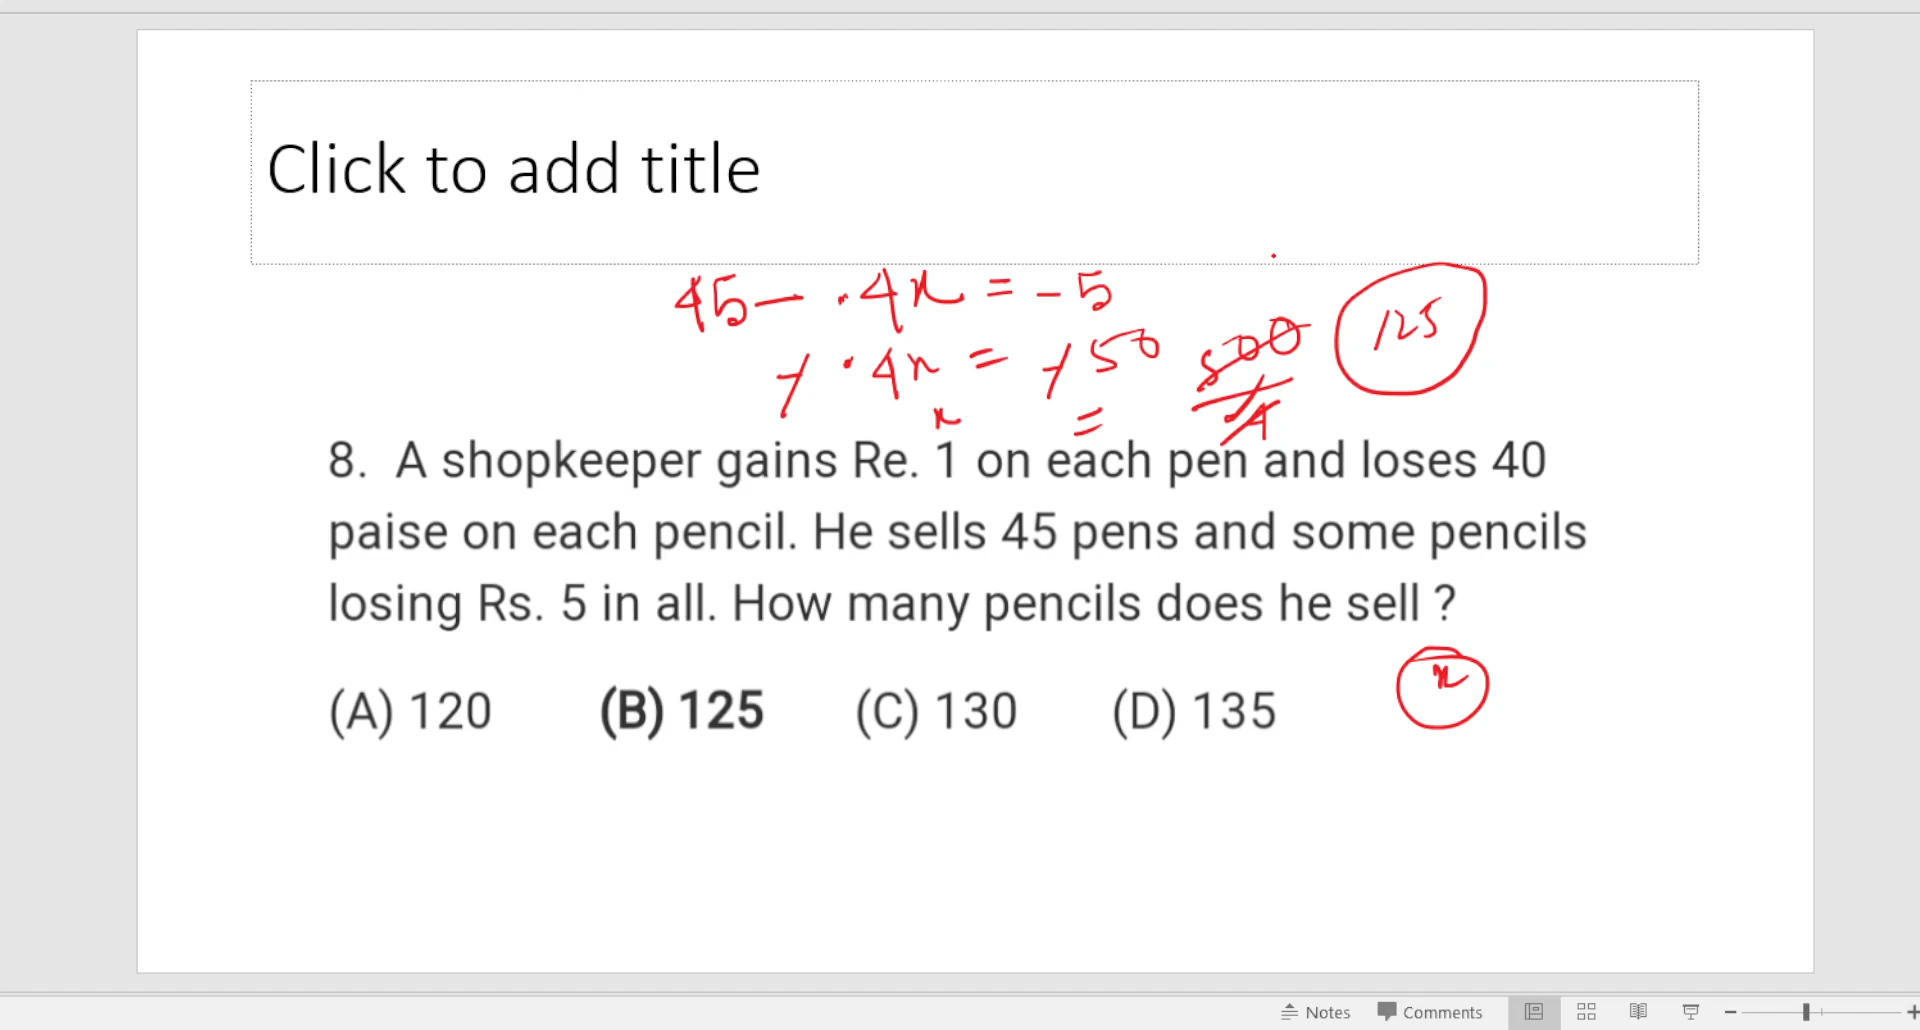 Click to add title
45 - .4x = -5
.4x = 50
x = 500/4
125
8. A shopkeeper gains Re. 1 on each pen and loses 40
paise on each pencil. He sells 45 pens and some pencils
losing Rs. 5 in all. How many pencils does he sell ?
x
(A) 120 (B) 125 (C) 130 (D) 135
Notes Comments